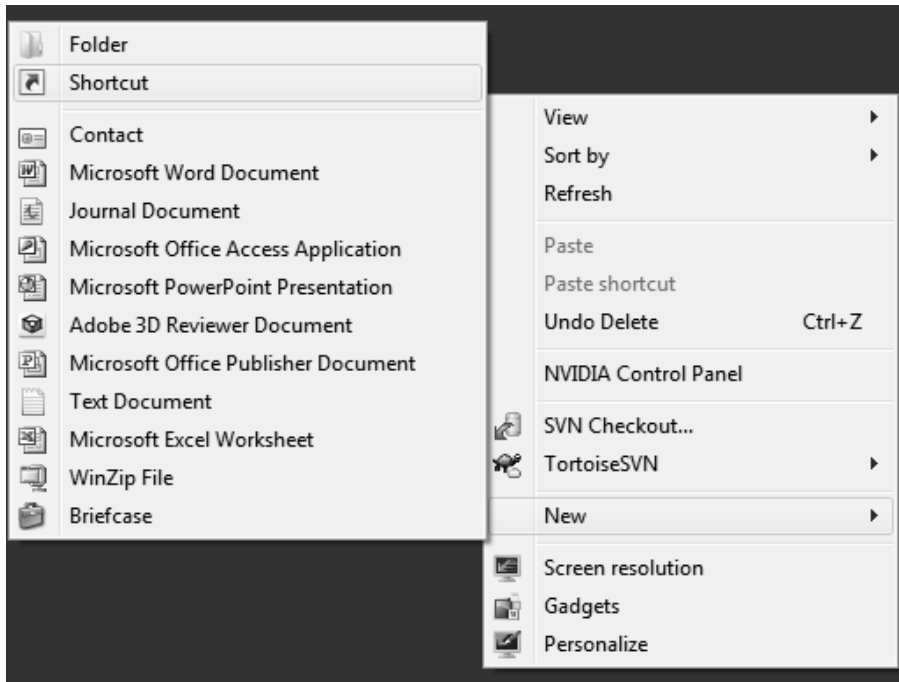 Folder
Shortcut
Contact
Microsoft Word Document
Journal Document
Microsoft Office Access Application
Microsoft PowerPoint Presentation
Adobe 3D Reviewer Document
Microsoft Office Publisher Document
Text Document
Microsoft Excel Worksheet
WinZip File
Briefcase
View
Sort by
Refresh
Paste
Paste shortcut
Undo Delete Ctrl+Z
NVIDIA Control Panel
SVN Checkout...
TortoiseSVN
New
Screen resolution
Gadgets
Personalize